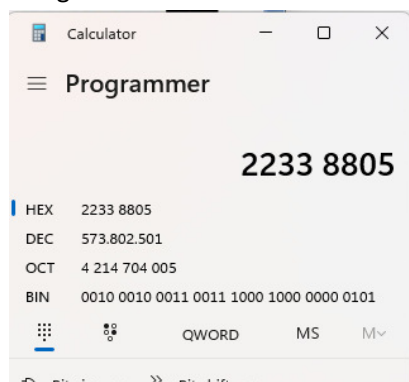 Calculator
Programmer
2233 8805
HEX 2233 8805
DEC 573.802.501
OCT 4 214 704 005
BIN 0010 0010 0011 0011 1000 1000 0000 0101
QWORD MS M